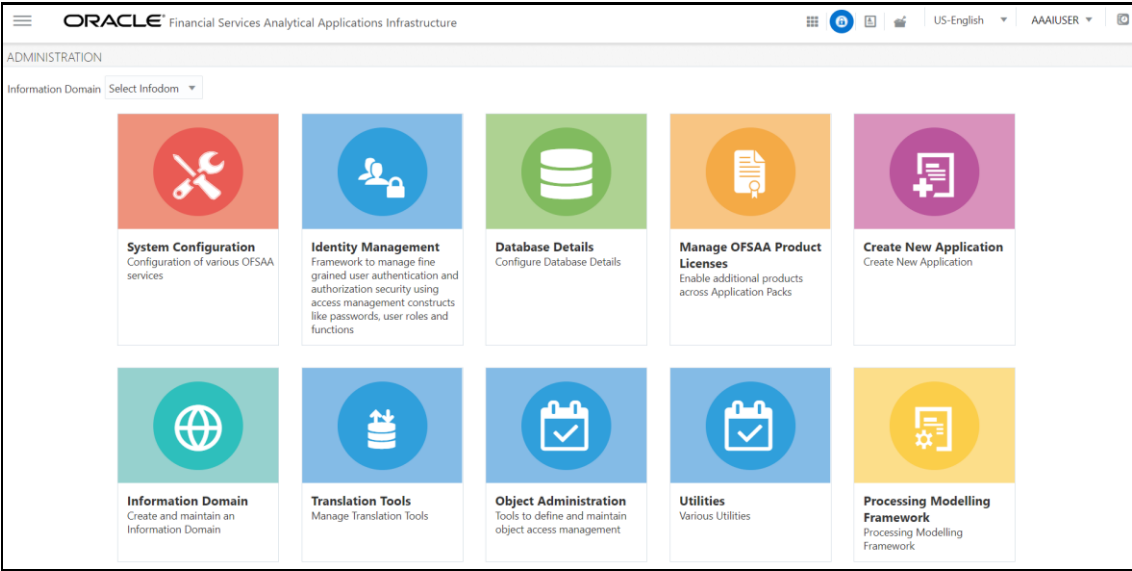 ORACLE® Financial Services Analytical Applications Infrastructure
US-English
AAAIUSER
ADMINISTRATION
Information Domain Select Infodom
System Configuration
Configuration of various OFSAA
services
Identity Management
Framework to manage fine
grained user authentication and
authorization security using
access management constructs
like passwords, user roles and
functions
Database Details
Configure Database Details
Manage OFSAA Product
Licenses
Enable additional products
across Application Packs
Create New Application
Create New Application
Information Domain
Create and maintain an
Information Domain
Translation Tools
Manage Translation Tools
Object Administration
Tools to define and maintain
object access management
Utilities
Various Utilities
Processing Modelling
Framework
Processing Modelling
Framework